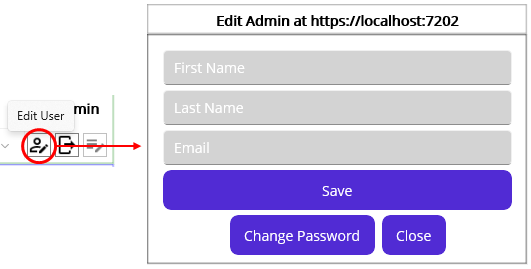 Edit Admin at https://localhost:7202
First Name
Last Name
Email
Save
Change Password
Close
min
Edit User